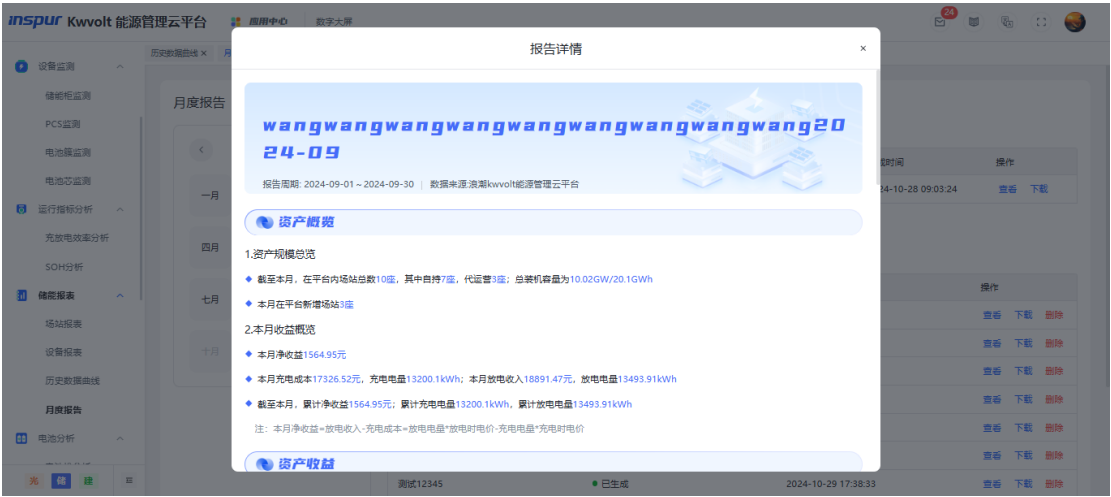 inspur Kwvolt 能源管理云平台
应用中心
数字大屏
24
历史数据曲线 ×
月
设备监测
储能柜监测
PCS监测
电池簇监测
电池芯监测
运行指标分析
充放电效率分析
SOH分析
储能报表
场站报表
设备报表
历史数据曲线
月度报告
电池分析
充 储 建
月度报告
一月
四月
七月
十月
报告详情
×
wangwangwangwangwangwangwangwangwang20
24-09
报告周期: 2024-09-01 ~ 2024-09-30 | 数据来源:浪潮kwvolt能源管理云平台
资产概览
1.资产规模总览
截至本月，在平台内场站总数10座，其中自持7座，代运营3座；总装机容量为10.02GW/20.1GWh
本月在平台新增场站3座
2.本月收益概览
本月净收益1564.95元
本月充电成本17326.52元，充电电量13200.1kWh；本月放电收入18891.47元，放电电量13493.91kWh
截至本月，累计净收益1564.95元；累计充电电量13200.1kWh，累计放电电量13493.91kWh
注：本月净收益=放电收入-充电成本=放电电量*放电时电价-充电电量*充电时电价
资产收益
时间
操作
24-10-28 09:03:24
查看 下载
操作
查看 下载 删除
查看 下载 删除
查看 下载 删除
查看 下载 删除
查看 下载 删除
查看 下载 删除
测试12345
已生成
2024-10-29 17:38:33
查看 下载 删除